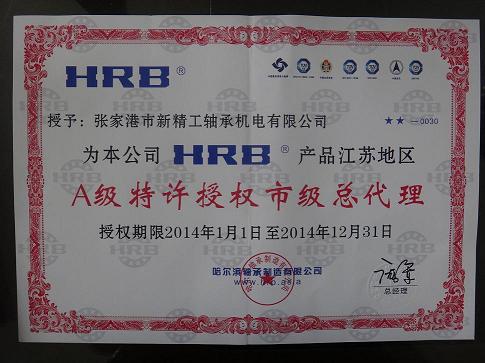 HRB®
授予：张家港市新精工轴承机电有限公司
★★—0030
为本公司 HRB® 产品江苏地区
A级特许授权市级总代理
授权期限2014年1月1日至2014年12月31日
哈尔滨轴承制造有限公司
总经理